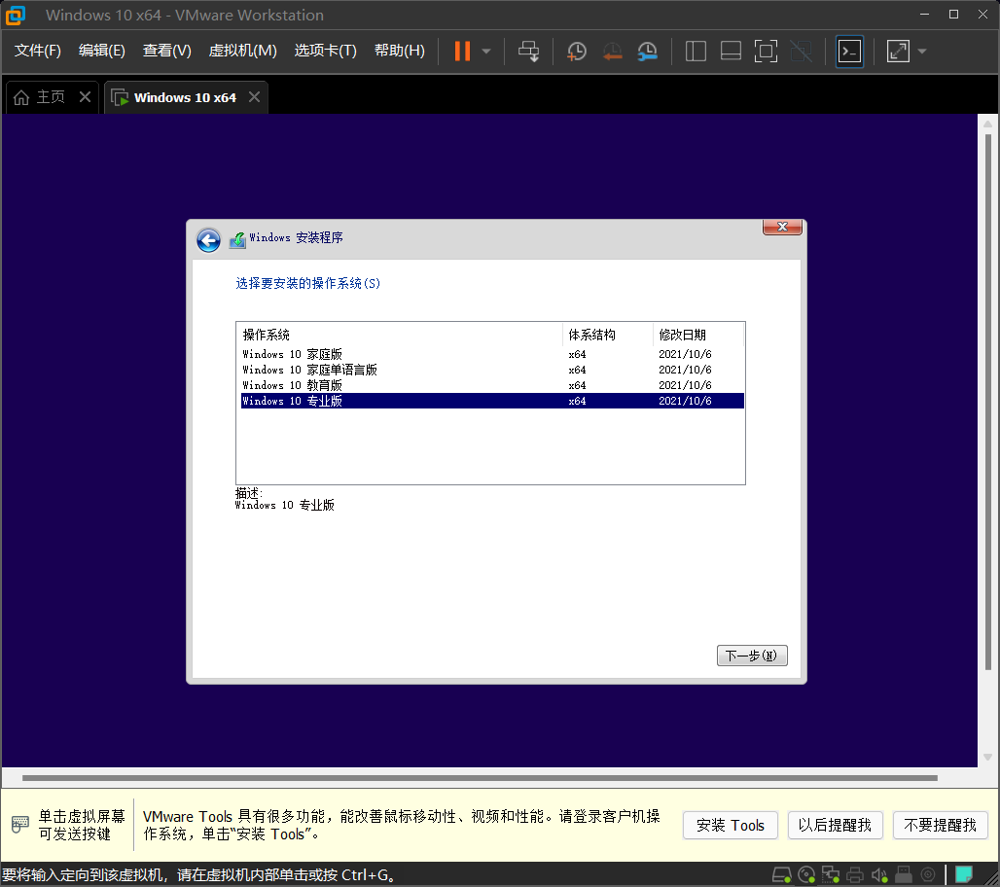 Windows 10 x64 - VMware Workstation
文件(F) 编辑(E) 查看(V) 虚拟机(M) 选项卡(T) 帮助(H)
主页 Windows 10 x64
Windows 安装程序
选择要安装的操作系统(S)
操作系统 体系结构 修改日期
Windows 10 家庭版 x64 2021/10/6
Windows 10 家庭单语言版 x64 2021/10/6
Windows 10 教育版 x64 2021/10/6
Windows 10 专业版 x64 2021/10/6
描述:
Windows 10 专业版
下一步(N)
单击虚拟屏幕
可发送按键
VMware Tools 具有很多功能，能改善鼠标移动性、视频和性能。请登录客户机操
作系统，单击“安装 Tools”。
安装 Tools 以后提醒我 不要提醒我
要将输入定向到该虚拟机，请在虚拟机内部单击或按 Ctrl+G。